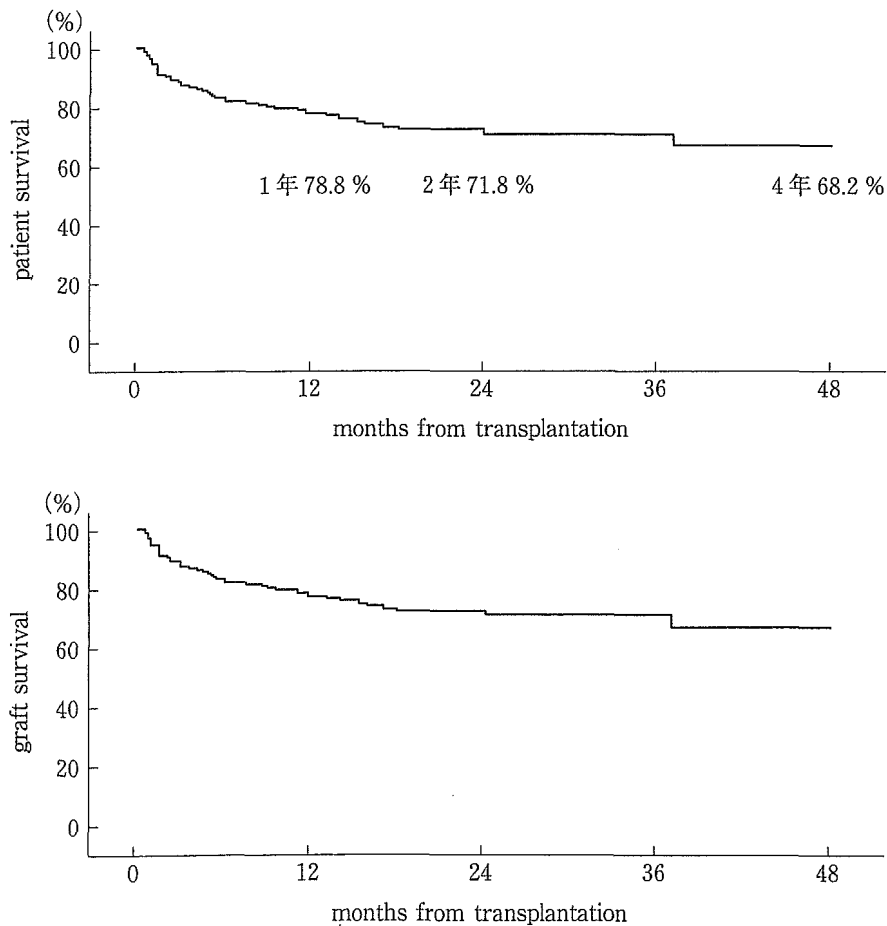 (%)
100
80
60
40
20
0
patient survival
1年 78.8 %
2年 71.8 %
4年 68.2 %
0 12 24 36 48
months from transplantation
(%)
100
80
60
40
20
0
graft survival
0 12 24 36 48
months from transplantation